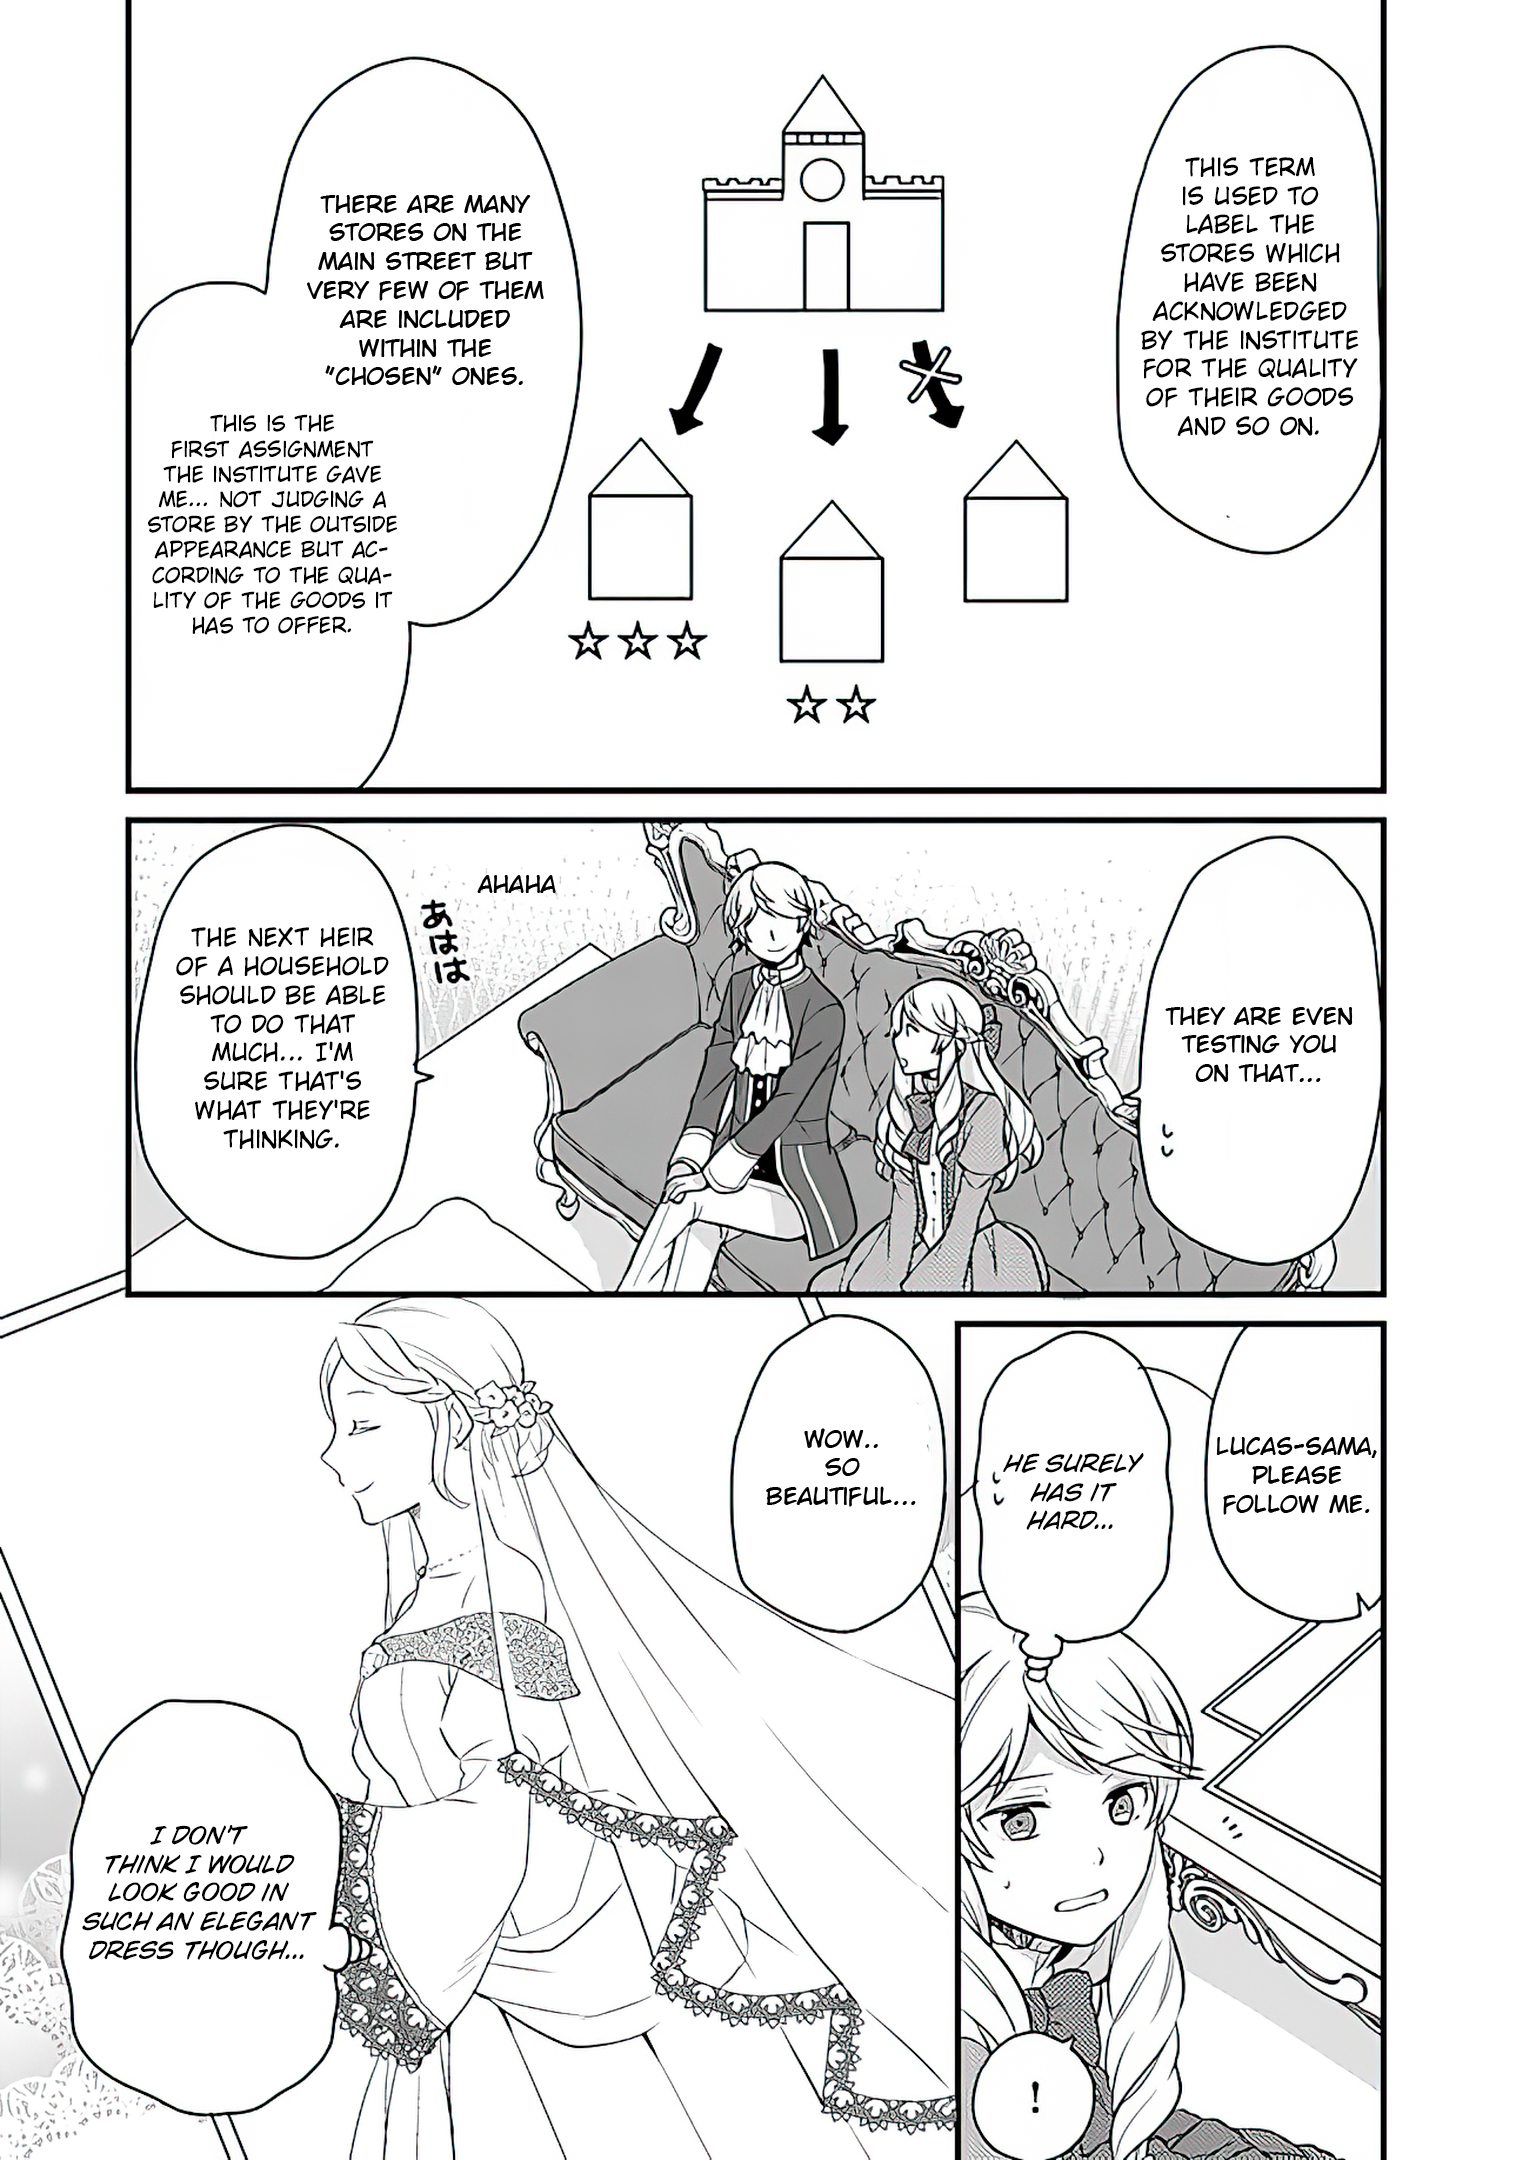 THIS TERM
IS USED TO
LABEL THE
STORES WHICH
HAVE BEEN
ACKNOWLEDGED
BY THE INSTITUTE
FOR THE QUALITY
OF THEIR GOODS
AND SO ON.
THERE ARE MANY
STORES ON THE
MAIN STREET BUT
VERY FEW OF THEM
ARE INCLUDED
WITHIN THE
"CHOSEN" ONES.
THIS IS THE
FIRST ASSIGNMENT
THE INSTITUTE GAVE
ME... NOT JUDGING A
STORE BY THE OUTSIDE
APPEARANCE BUT AC-
CORDING TO THE QUA-
LITY OF THE GOODS IT
HAS TO OFFER.
THEY ARE EVEN
TESTING YOU
ON THAT...
AHAHA
あはは
THE NEXT HEIR
OF A HOUSEHOLD
SHOULD BE ABLE
TO DO THAT
MUCH... I'M
SURE THAT'S
WHAT THEY'RE
THINKING.
LUCAS-SAMA,
PLEASE
FOLLOW ME.
HE SURELY
HAS IT
HARD...
!
WOW..
SO
BEAUTIFUL...
I DON'T
THINK I WOULD
LOOK GOOD IN
SUCH AN ELEGANT
DRESS THOUGH...